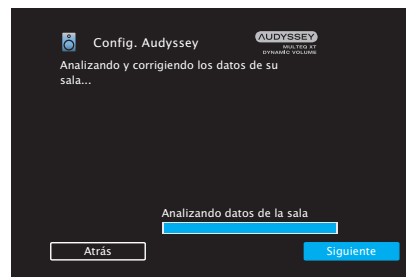 Config. Audyssey
AUDYSSEY
MULTEQ XT
DYNAMIC VOLUME
Analizando y corrigiendo los datos de su
sala...
Analizando datos de la sala
Atrás
Siguiente